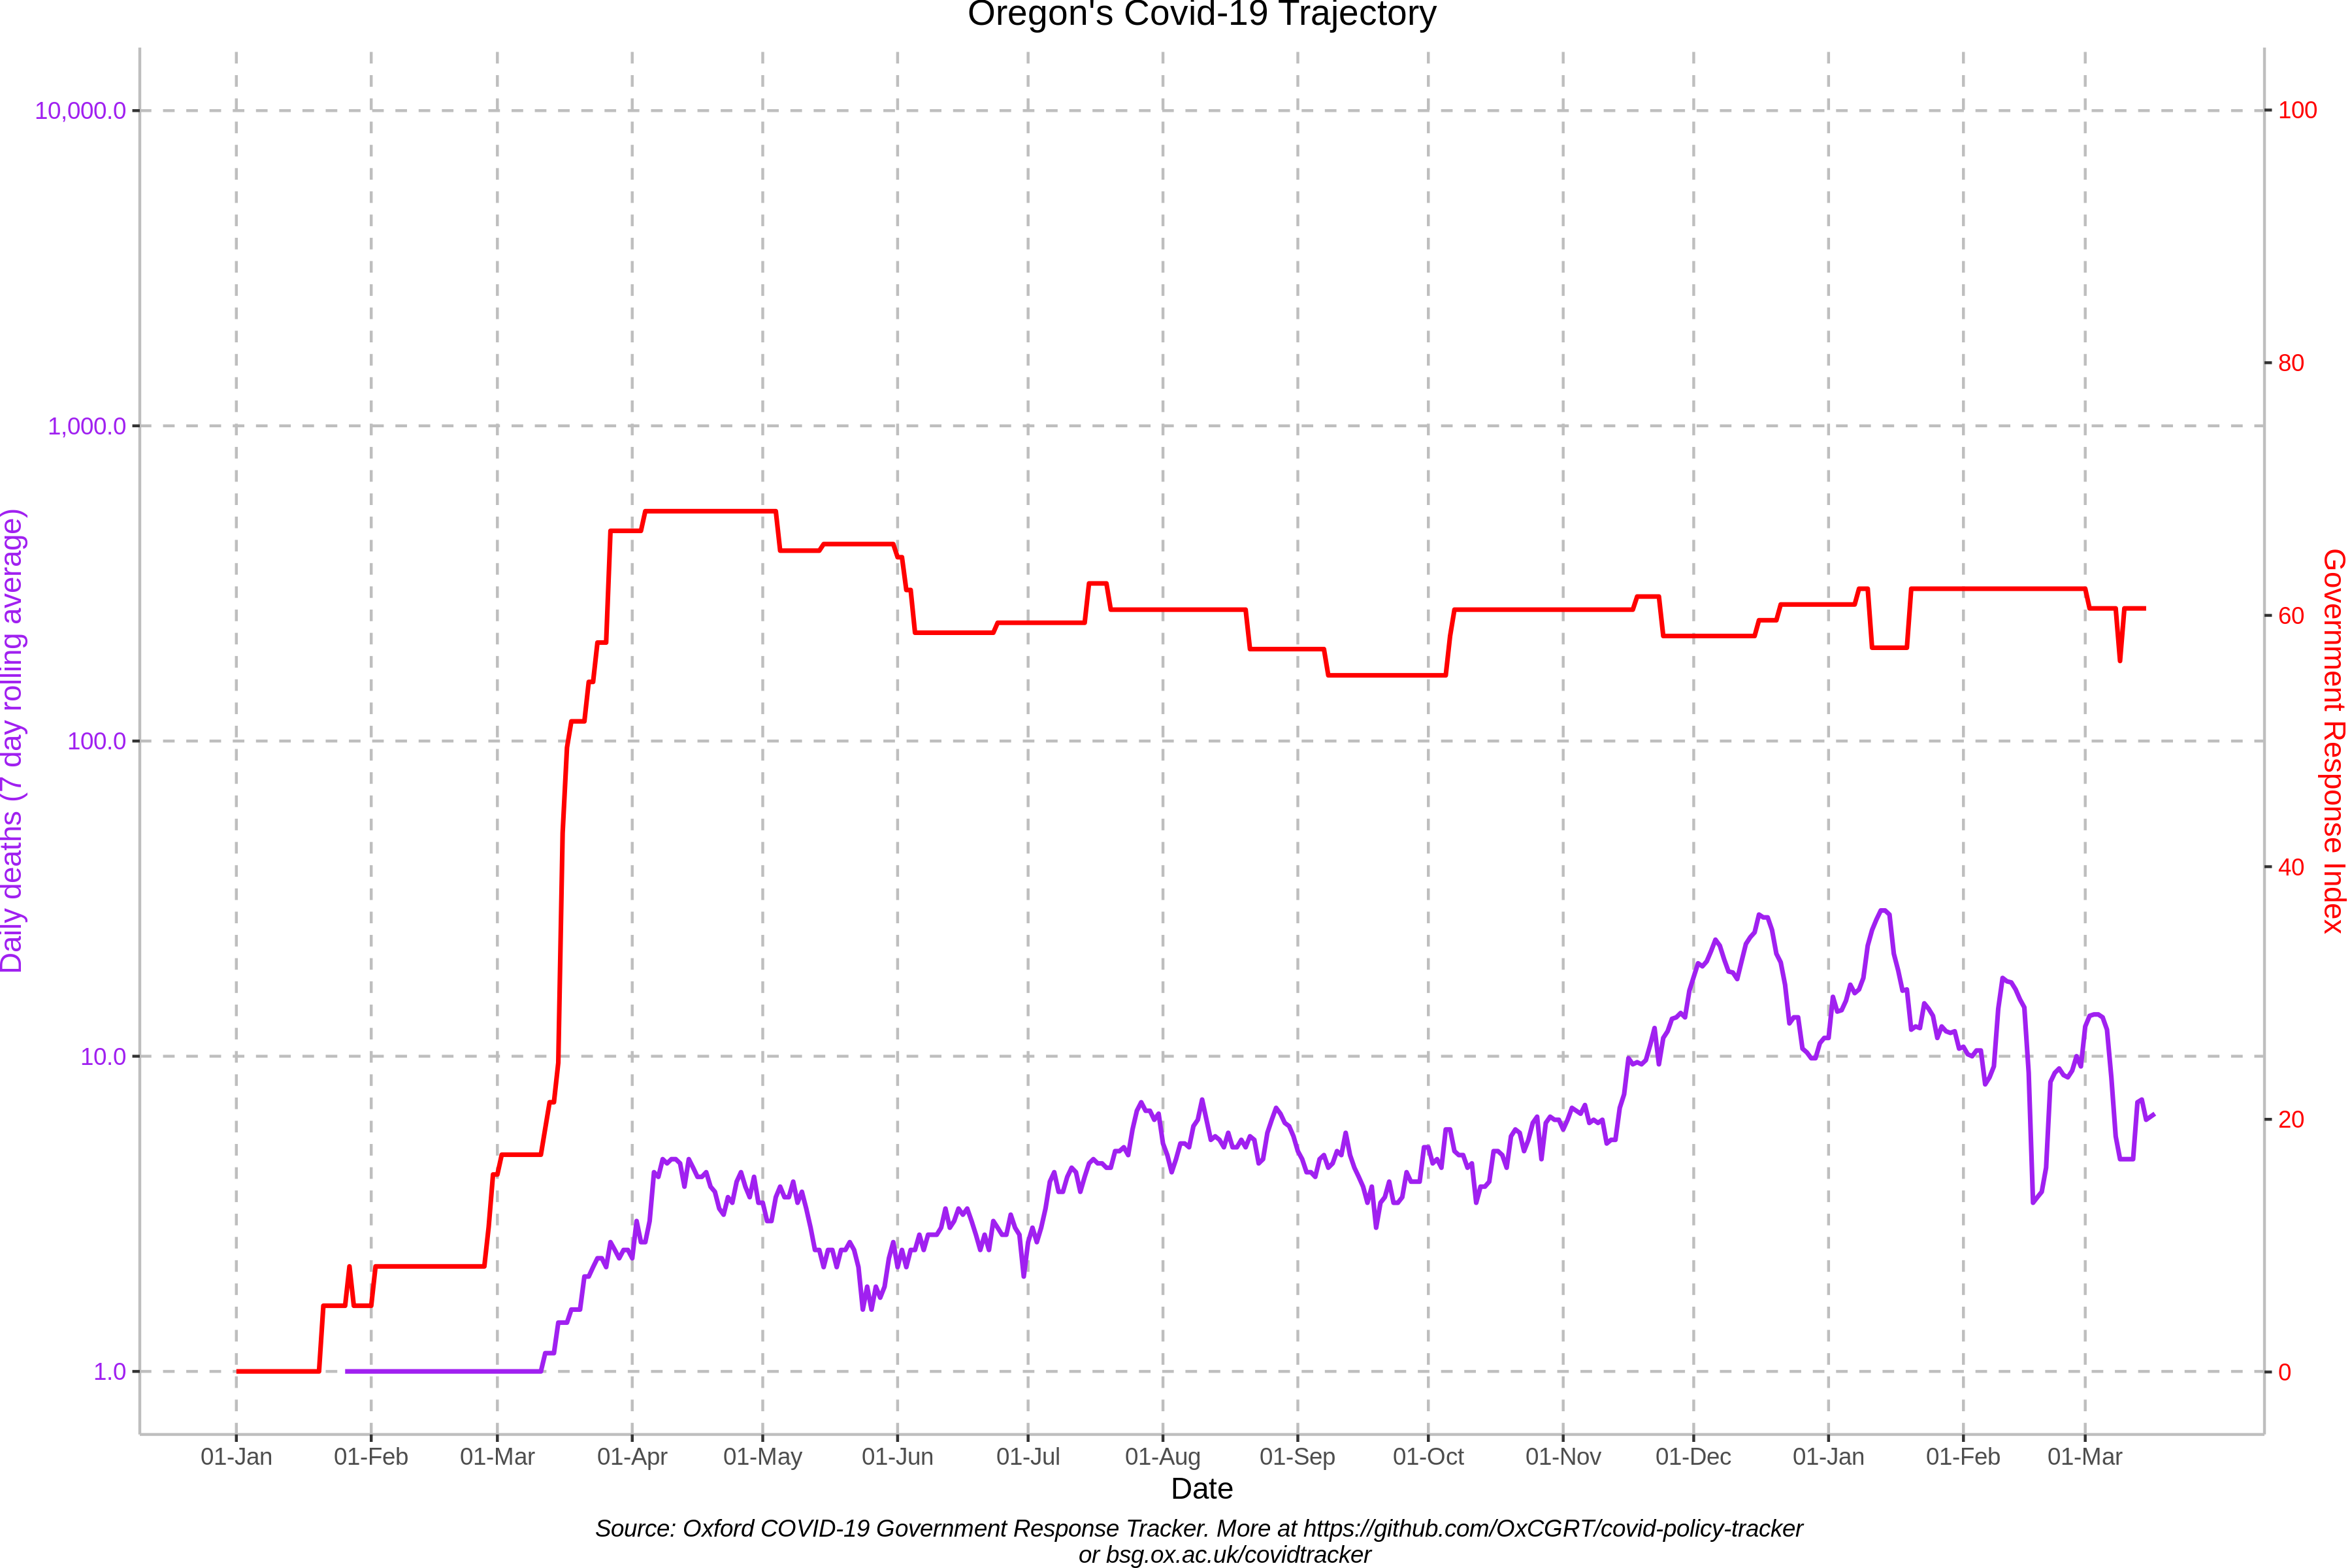 Oregon's Covid-19 Trajectory
10,000.0
1,000.0
100.0
10.0
1.0
Daily deaths (7 day rolling average)
100
80
60
40
20
0
Government Response Index
01-Jan 01-Feb 01-Mar 01-Apr 01-May 01-Jun 01-Jul 01-Aug 01-Sep 01-Oct 01-Nov 01-Dec 01-Jan 01-Feb 01-Mar
Date
Source: Oxford COVID-19 Government Response Tracker. More at https://github.com/OxCGRT/covid-policy-tracker
or bsg.ox.ac.uk/covidtracker